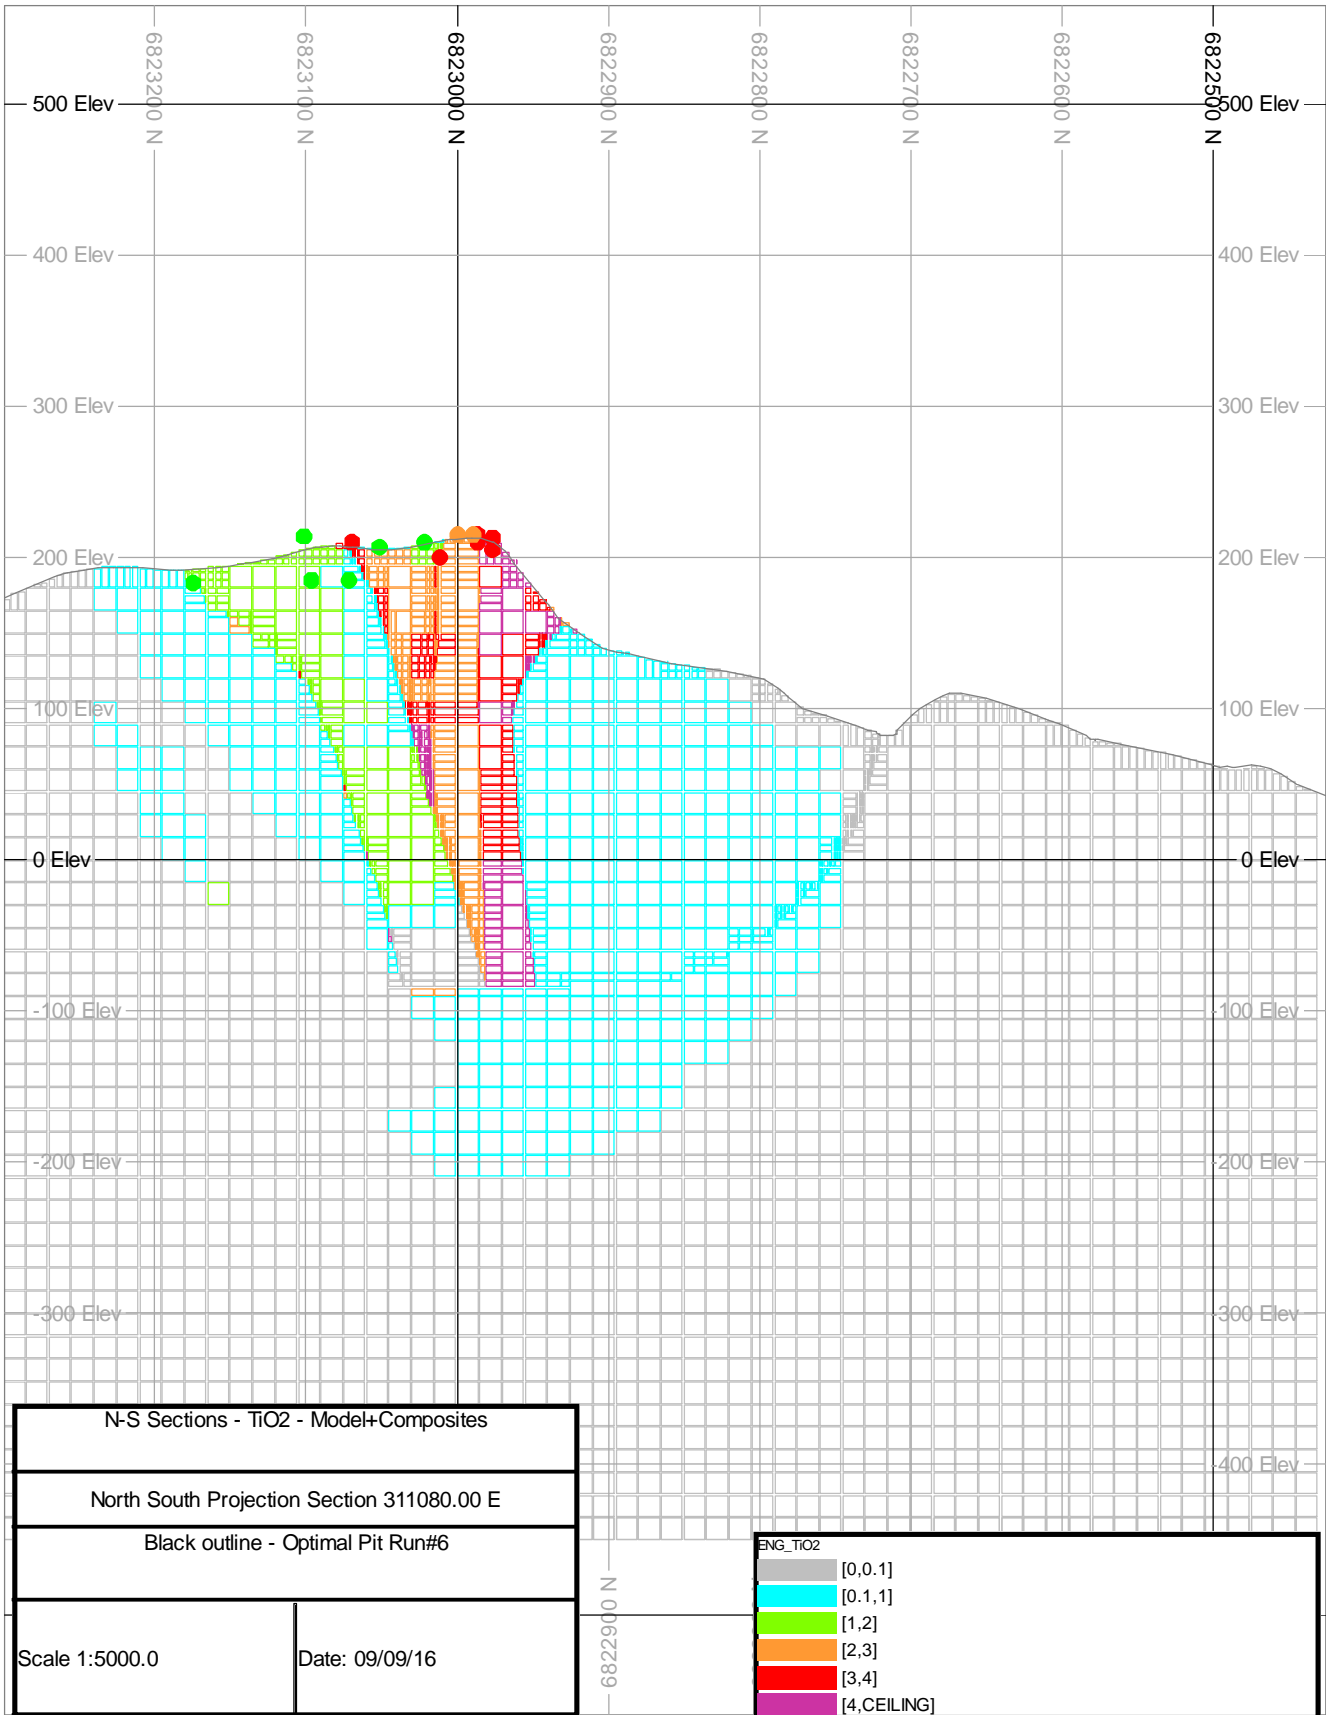 6823200 N
6823100 N
6823000 N
6822900 N
6822800 N
6822700 N
6822600 N
6822500 N
500 Elev
500 Elev
400 Elev
400 Elev
300 Elev
300 Elev
200 Elev
200 Elev
100 Elev
100 Elev
0 Elev
0 Elev
-100 Elev
-100 Elev
-200 Elev
-200 Elev
-300 Elev
-300 Elev
-400 Elev
N-S Sections - TiO2 - Model+Composites
North South Projection Section 311080.00 E
Black outline - Optimal Pit Run#6
Scale 1:5000.0
Date: 09/09/16
6822900 N
ENG_TiO2
[0,0.1]
[0.1,1]
[1,2]
[2,3]
[3,4]
[4,CEILING]